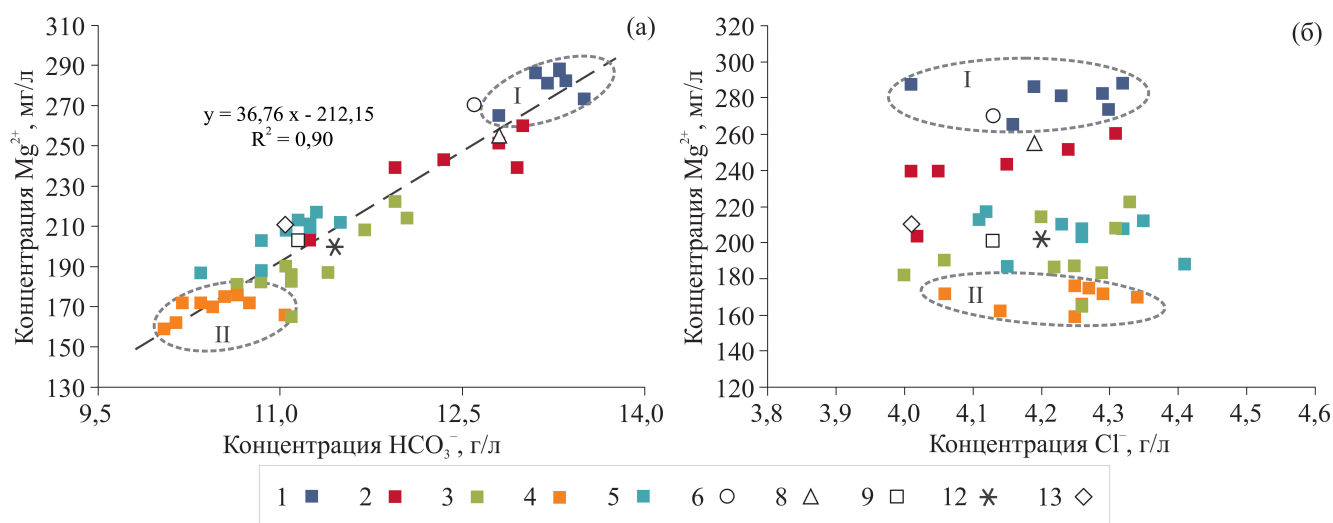 (а)
Концентрация Mg²⁺, мг/л
310
290
270
250
230
210
190
170
150
130
I
y = 36,76 x - 212,15
R² = 0,90
II
9,5 11,0 12,5 14,0
Концентрация HCO₃⁻, г/л
(б)
Концентрация Mg²⁺, мг/л
320
300
280
260
240
220
200
180
160
140
120
I
II
3,8 3,9 4,0 4,1 4,2 4,3 4,4 4,5 4,6
Концентрация Cl⁻, г/л
1 2 3 4 5 6 8 9 12 13